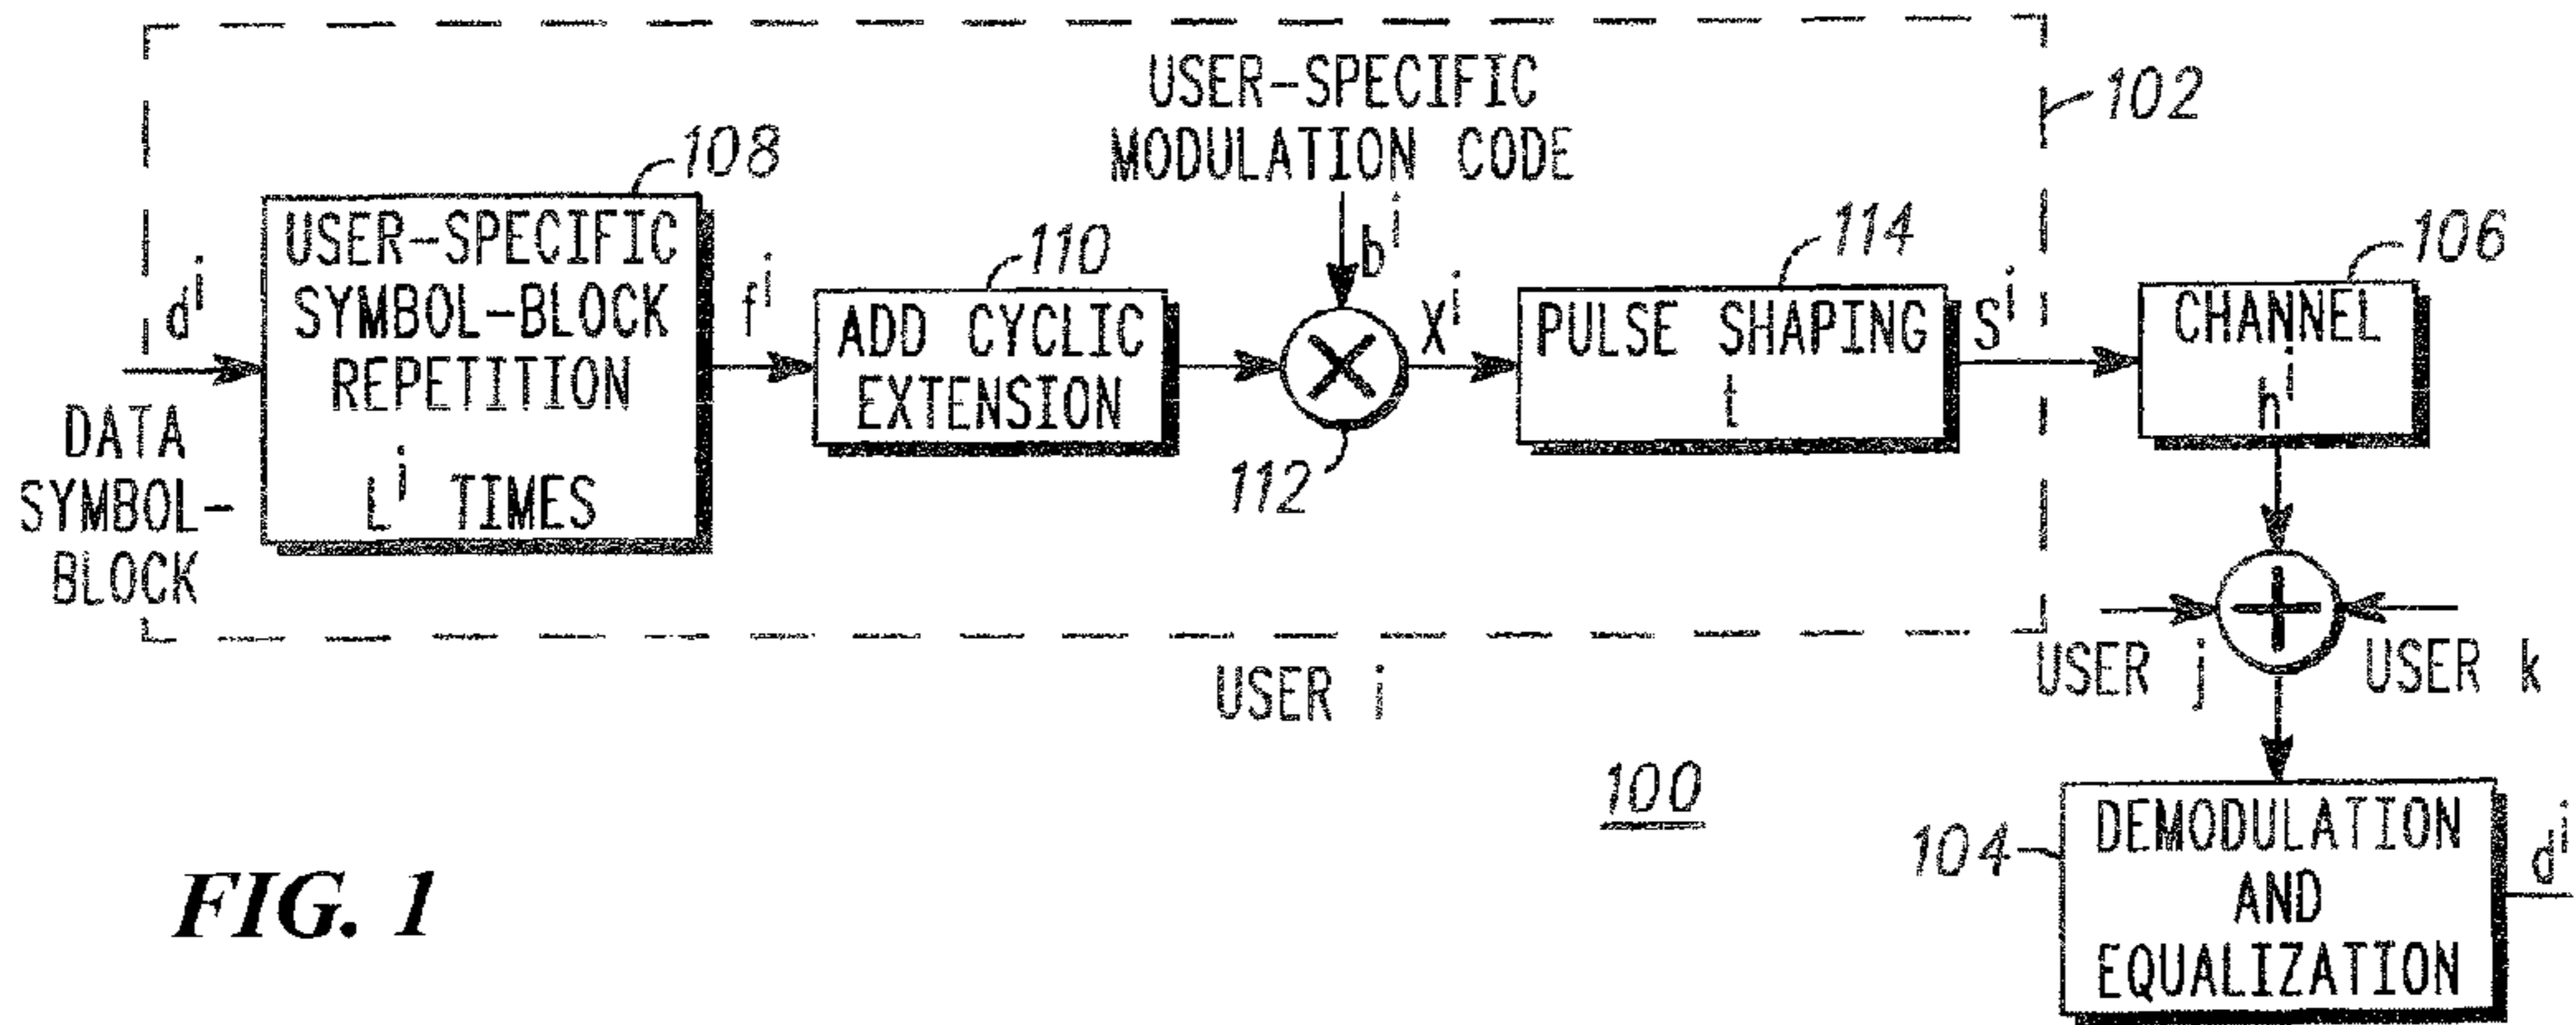 USER-SPECIFIC
MODULATION CODE
102
108
USER-SPECIFIC
SYMBOL-BLOCK
REPETITION
L^i TIMES
d^i
DATA
SYMBOL-
BLOCK
f^i
110
ADD CYCLIC
EXTENSION
b^i
112
X^i
114
PULSE SHAPING
t
S^i
106
CHANNEL
h^i
USER i
USER j
USER k
100
104
DEMODULATION
AND
EQUALIZATION
d^i
FIG. 1